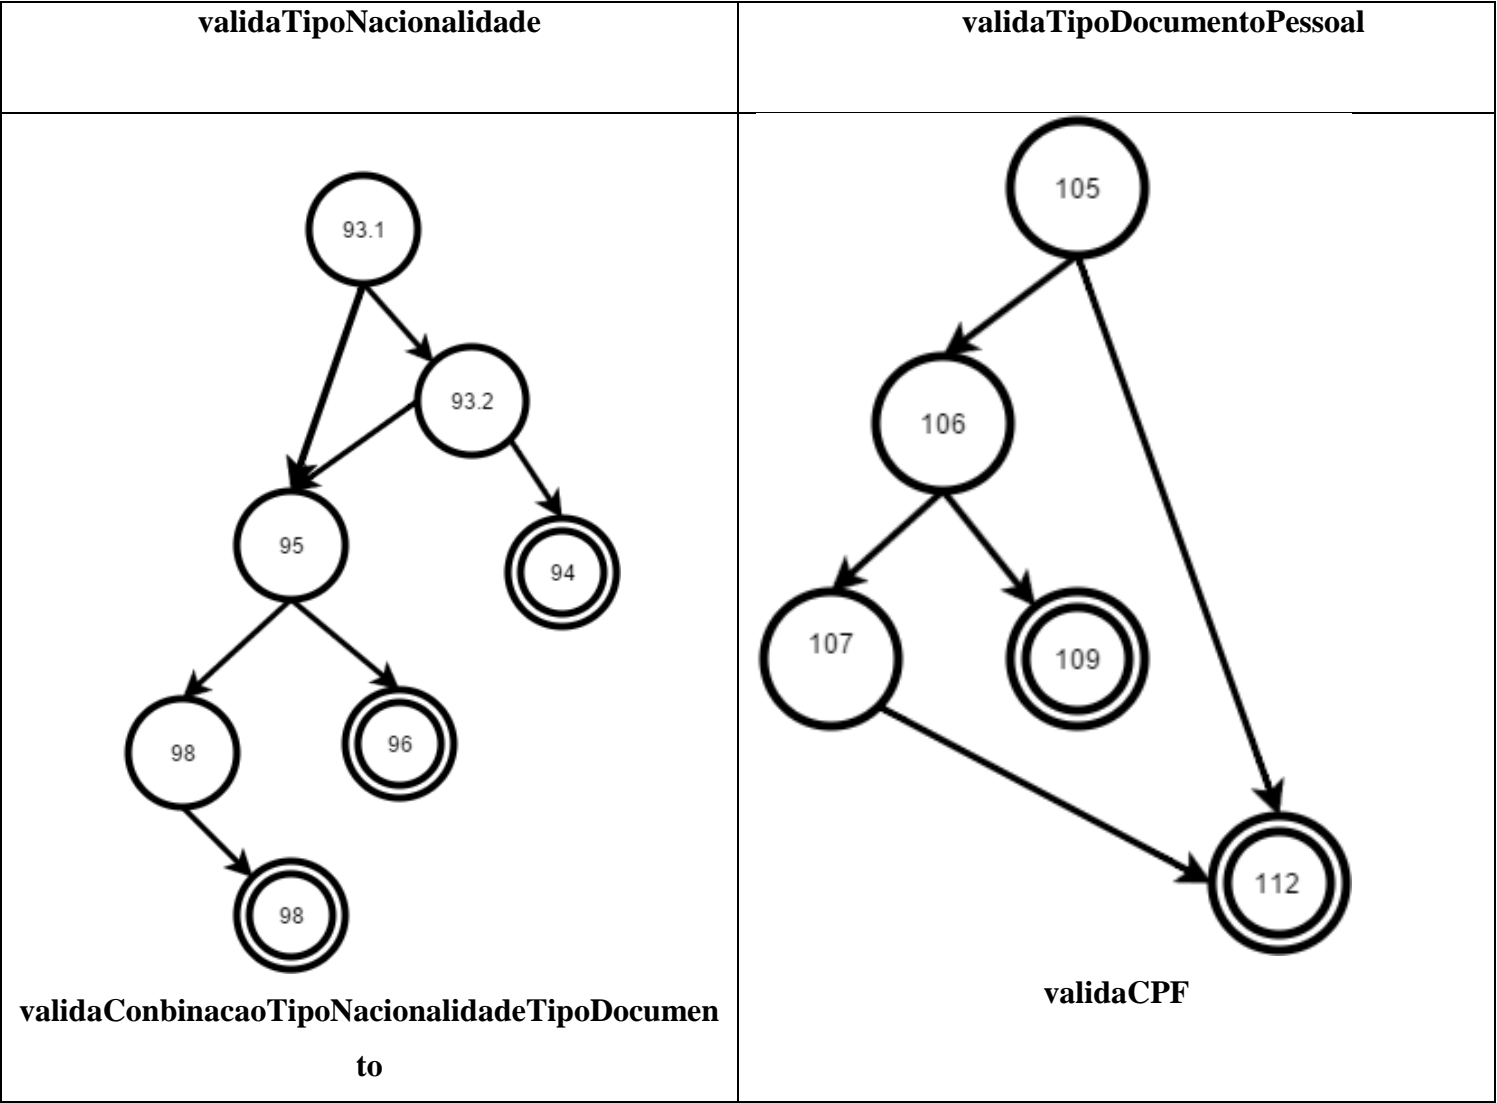 validaTipoNacionalidade
validaTipoDocumentoPessoal
93.1
93.2
95
94
98
96
98
validaConbinacaoTipoNacionalidadeTipoDocumen
to
105
106
107
109
112
validaCPF